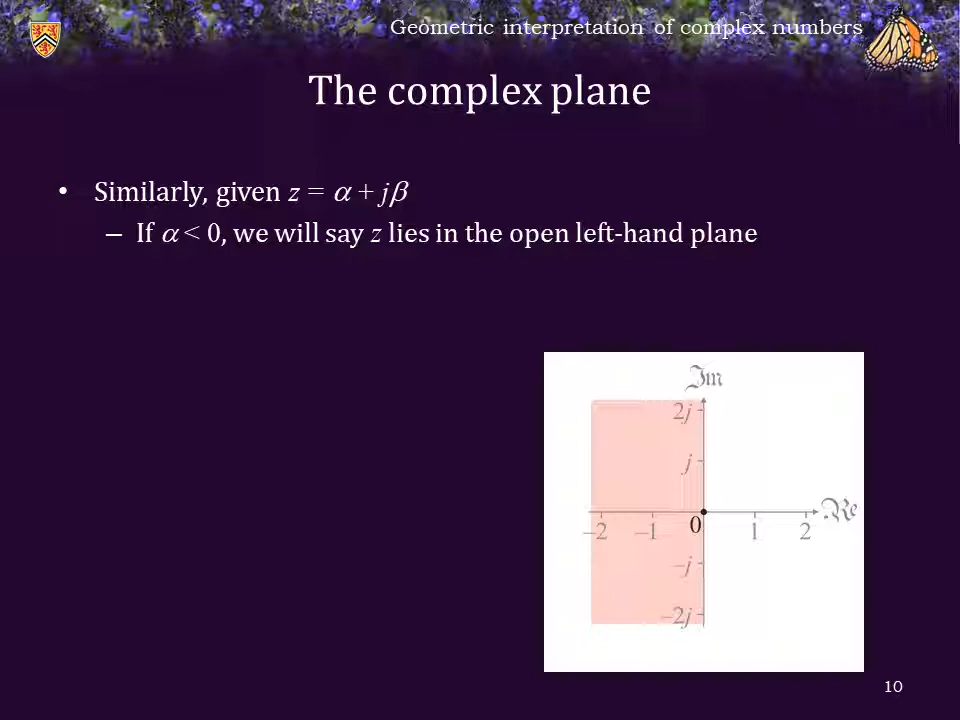 Geometric interpretation of complex numbers
The complex plane
• Similarly, given z = α + jβ
– If α < 0, we will say z lies in the open left-hand plane
ℑm
2j
j
ℜe
–2 –1 0 1 2
–j
–2j
10